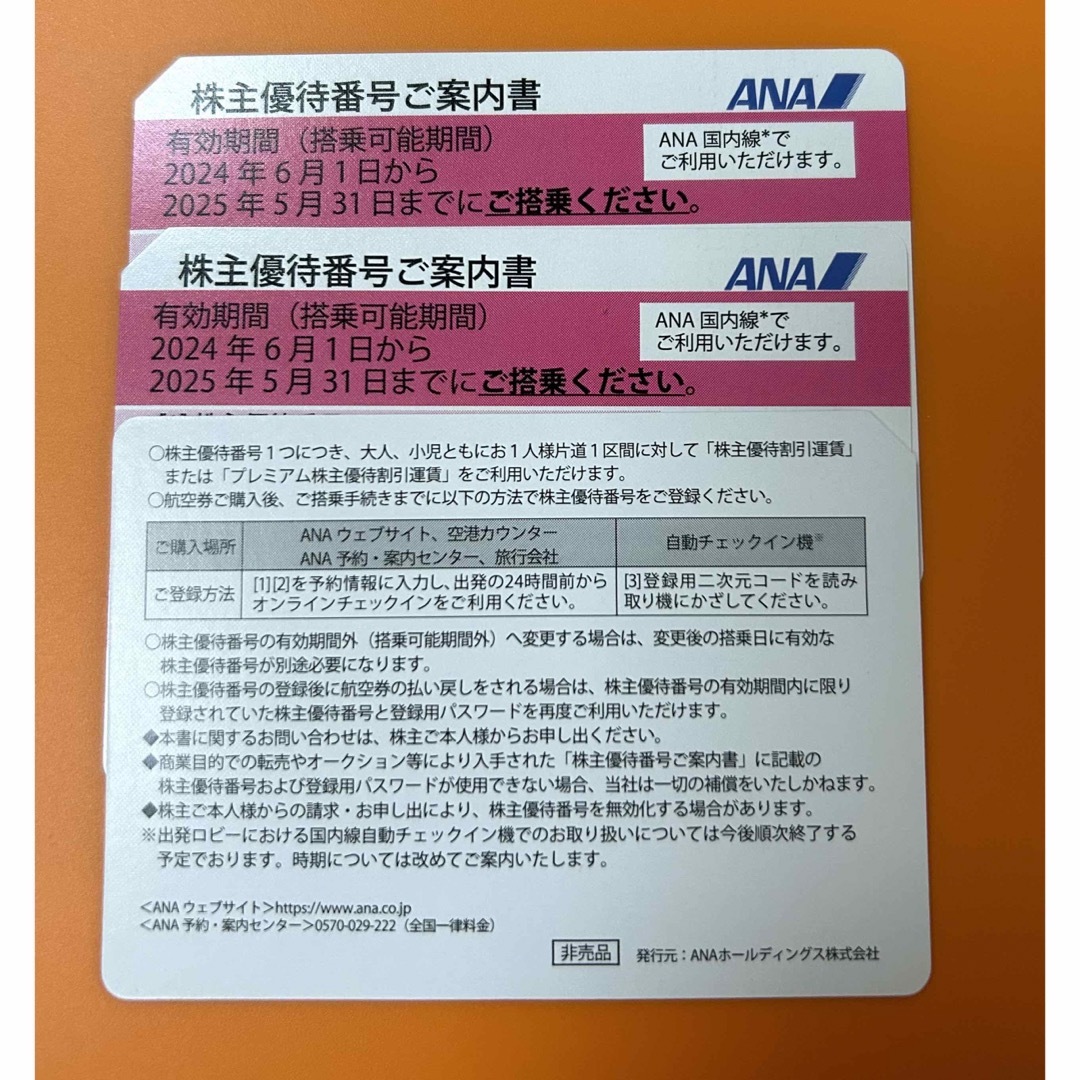 株主優待番号ご案内書
ANA
有効期間（搭乗可能期間）
2024 年 6 月 1 日から
2025 年 5 月 31 日までにご搭乗ください。
ANA 国内線*で
ご利用いただけます。
株主優待番号ご案内書
ANA
有効期間（搭乗可能期間）
2024 年 6 月 1 日から
2025 年 5 月 31 日までにご搭乗ください。
ANA 国内線*で
ご利用いただけます。
○株主優待番号1つにつき、大人、小児ともにお1人様片道1区間に対して「株主優待割引運賃」
または「プレミアム株主優待割引運賃」をご利用いただけます。
○航空券ご購入後、ご搭乗手続きまでに以下の方法で株主優待番号をご登録ください。
ご購入場所
ANA ウェブサイト、空港カウンター
ANA 予約・案内センター、旅行会社
自動チェックイン機※
ご登録方法
[1][2]を予約情報に入力し、出発の24時間前から
オンラインチェックインをご利用ください。
[3]登録用二次元コードを読み
取り機にかざしてください。
○株主優待番号の有効期間外（搭乗可能期間外）へ変更する場合は、変更後の搭乗日に有効な
株主優待番号が別途必要になります。
○株主優待番号の登録後に航空券の払い戻しをされる場合は、株主優待番号の有効期間内に限り
登録されていた株主優待番号と登録用パスワードを再度ご利用いただけます。
◆本書に関するお問い合わせは、株主ご本人様からお申し出ください。
◆商業目的での転売やオークション等により入手された「株主優待番号ご案内書」に記載の
株主優待番号および登録用パスワードが使用できない場合、当社は一切の補償をいたしかねます。
◆株主ご本人様からの請求・お申し出により、株主優待番号を無効化する場合があります。
※出発ロビーにおける国内線自動チェックイン機でのお取り扱いについては今後順次終了する
予定でおります。時期については改めてご案内いたします。
<ANA ウェブサイト>https://www.ana.co.jp
<ANA 予約・案内センター>0570-029-222（全国一律料金）
非売品
発行元：ANAホールディングス株式会社